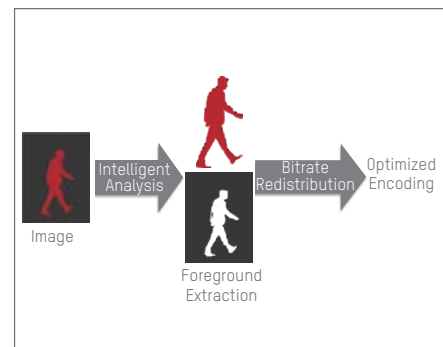 Image
Intelligent
Analysis
Foreground
Extraction
Bitrate
Redistribution
Optimized
Encoding